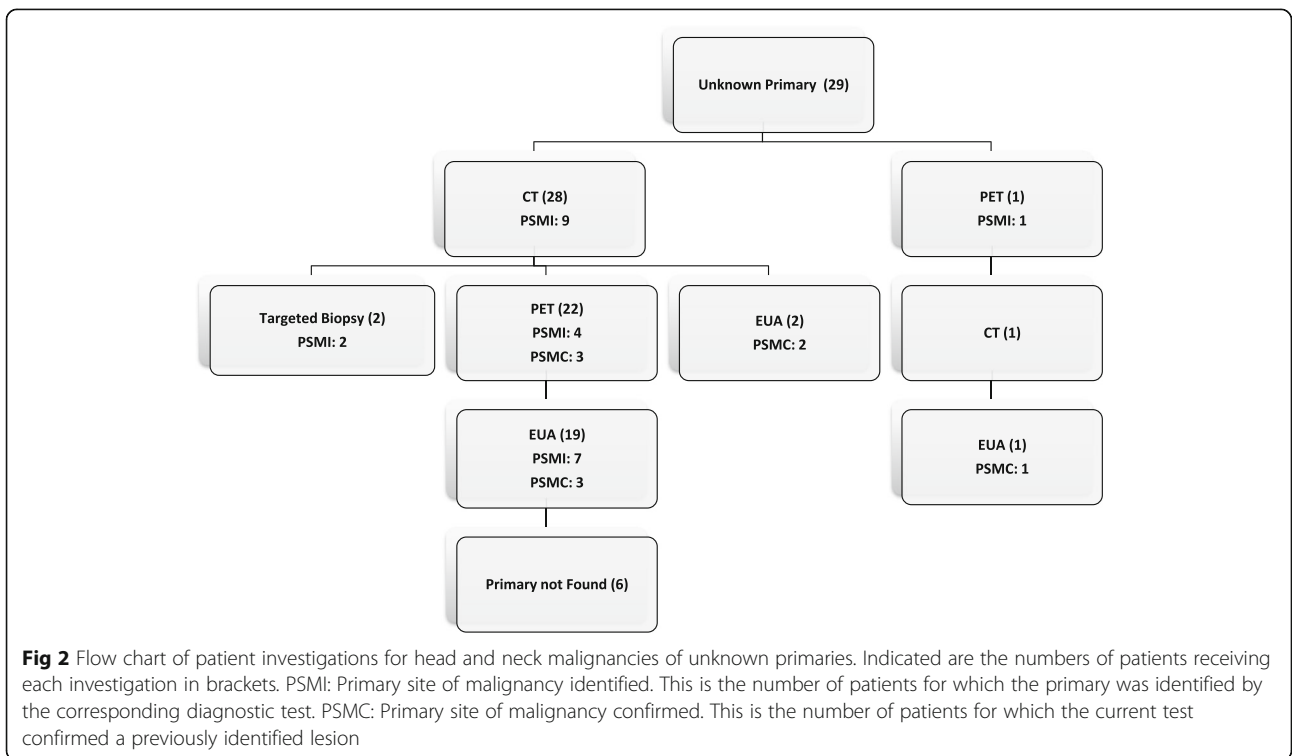 Unknown Primary (29)
CT (28)
PSMI: 9
PET (1)
PSMI: 1
Targeted Biopsy (2)
PSMI: 2
PET (22)
PSMI: 4
PSMC: 3
EUA (2)
PSMC: 2
CT (1)
EUA (19)
PSMI: 7
PSMC: 3
EUA (1)
PSMC: 1
Primary not Found (6)
Fig 2 Flow chart of patient investigations for head and neck malignancies of unknown primaries. Indicated are the numbers of patients receiving
each investigation in brackets. PSMI: Primary site of malignancy identified. This is the number of patients for which the primary was identified by
the corresponding diagnostic test. PSMC: Primary site of malignancy confirmed. This is the number of patients for which the current test
confirmed a previously identified lesion